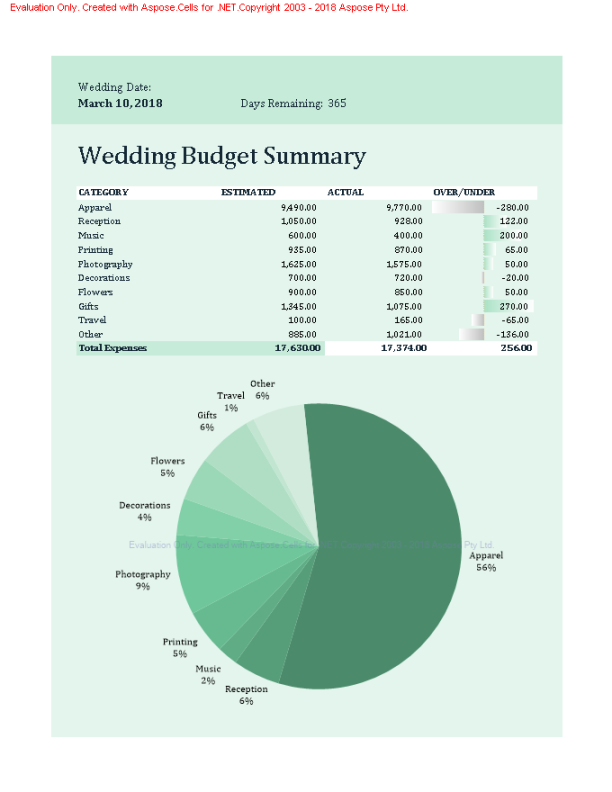 Evaluation Only. Created with Aspose.Cells for .NET.Copyright 2003 - 2018 Aspose Pty Ltd.
Wedding Date:
March 10, 2018 Days Remaining: 365
Wedding Budget Summary
CATEGORY ESTIMATED ACTUAL OVER/UNDER
Apparel 9,490.00 9,770.00 -280.00
Reception 1,050.00 928.00 122.00
Music 600.00 400.00 200.00
Printing 935.00 870.00 65.00
Photography 1,625.00 1,575.00 50.00
Decorations 700.00 720.00 -20.00
Flowers 900.00 850.00 50.00
Gifts 1,345.00 1,075.00 270.00
Travel 100.00 165.00 -65.00
Other 885.00 1,021.00 -136.00
Total Expenses 17,630.00 17,374.00 256.00
Other
6%
Travel
1%
Gifts
6%
Flowers
5%
Decorations
4%
Evaluation Only. Created with Aspose.Cells Pty Ltd.
Apparel
56%
Photography
9%
Printing
5%
Music
2%
Reception
6%